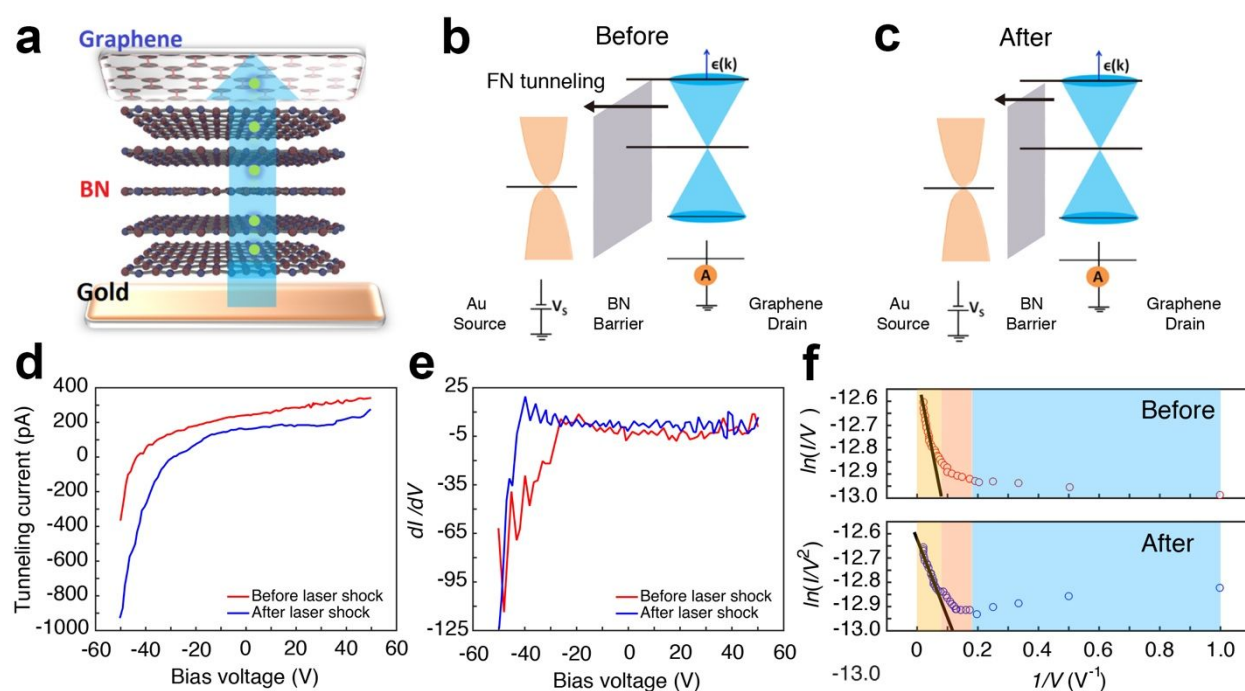 a
Graphene
BN
Gold
b
Before
FN tunneling
ϵ(k)
A
Vs
Au
Source
BN
Barrier
Graphene
Drain
c
After
ϵ(k)
A
Vs
Au
Source
BN
Barrier
Graphene
Drain
d
Tunneling current (pA)
400
200
0
-200
-400
-600
-800
-1000
Before laser shock
After laser shock
-60 -40 -20 0 20 40 60
Bias voltage (V)
e
dI/dV
25
-5
-35
-65
-95
-125
Before laser shock
After laser shock
-60 -40 -20 0 20 40 60
Bias voltage (V)
f
ln(I/V)
-12.6
-12.7
-12.8
-12.9
-13.0
Before
ln(I/V²)
-12.6
-12.7
-12.8
-12.9
-13.0
After
-13.0
0 0.2 0.4 0.6 0.8 1.0
1/V (V⁻¹)